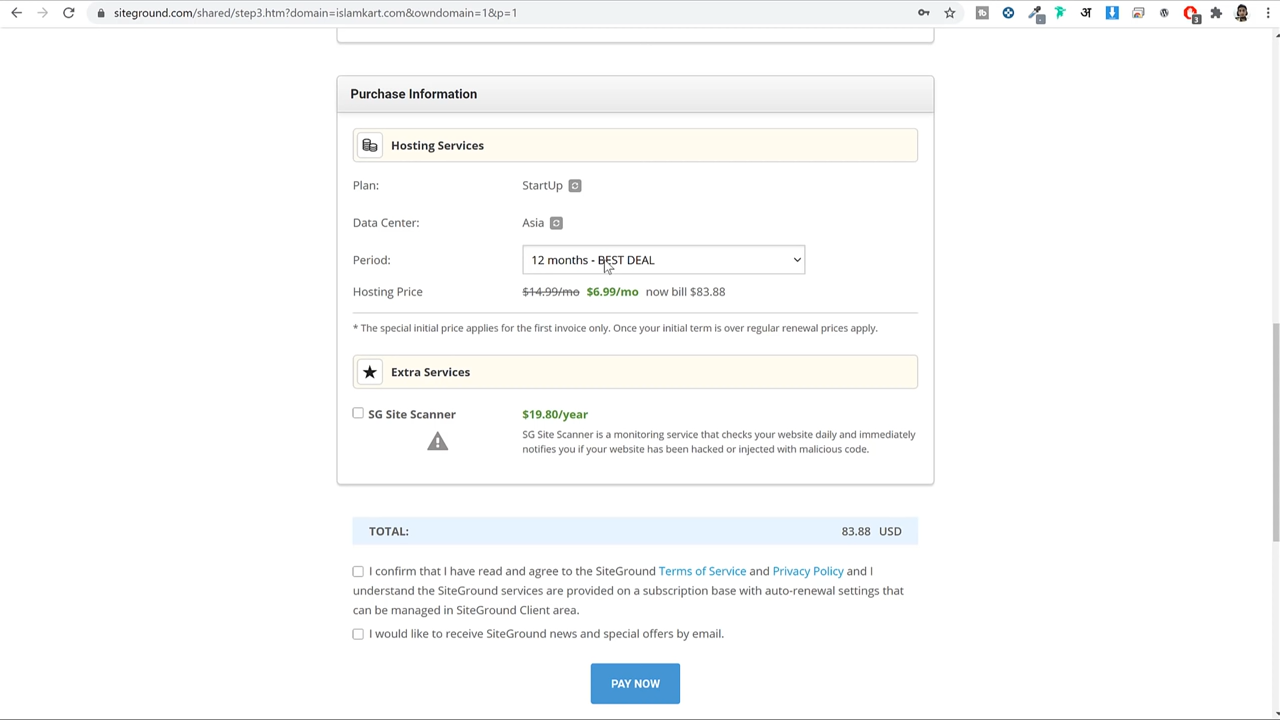 siteground.com/shared/step3.htm?domain=islamkart.com&owndomain=1&p=1
अ
3
Purchase Information
Hosting Services
Plan: StartUp
Data Center: Asia
Period: 12 months - BEST DEAL
Hosting Price $14.99/mo $6.99/mo now bill $83.88
* The special initial price applies for the first invoice only. Once your initial term is over regular renewal prices apply.
Extra Services
SG Site Scanner $19.80/year
SG Site Scanner is a monitoring service that checks your website daily and immediately
notifies you if your website has been hacked or injected with malicious code.
TOTAL: 83.88 USD
I confirm that I have read and agree to the SiteGround Terms of Service and Privacy Policy and I
understand the SiteGround services are provided on a subscription base with auto-renewal settings that
can be managed in SiteGround Client area.
I would like to receive SiteGround news and special offers by email.
PAY NOW